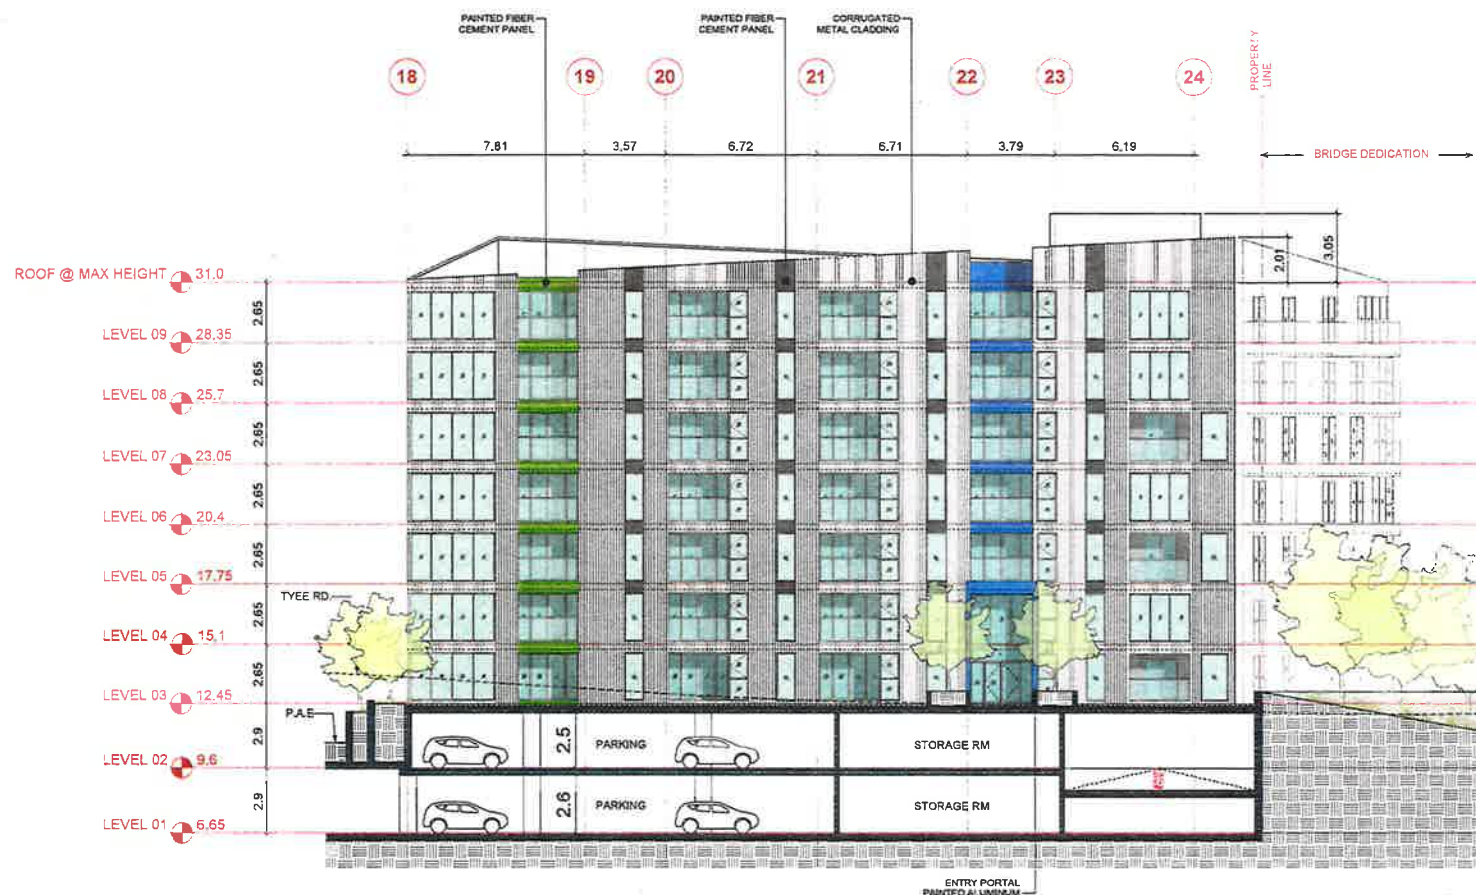 PAINTED FIBER
CEMENT PANEL
PAINTED FIBER
CEMENT PANEL
CORRUGATED
METAL CLADDING
18
19
20
21
22
23
24
PROPERTY
LINE
7.81
3.57
6.72
6.71
3.79
6.19
BRIDGE DEDICATION
2.01
3.05
ROOF @ MAX HEIGHT 31.0
2.65
LEVEL 09 28.35
2.65
LEVEL 08 25.7
2.65
LEVEL 07 23.05
2.65
LEVEL 06 20.4
2.65
LEVEL 05 17.75
TYEE RD.
2.65
LEVEL 04 15.1
2.65
LEVEL 03 12.45
P.A.E
2.9
2.5
PARKING
STORAGE RM
LEVEL 02 9.6
2.9
2.6
PARKING
STORAGE RM
LEVEL 01 6.65
ENTRY PORTAL
PAINTED ALUMINUM